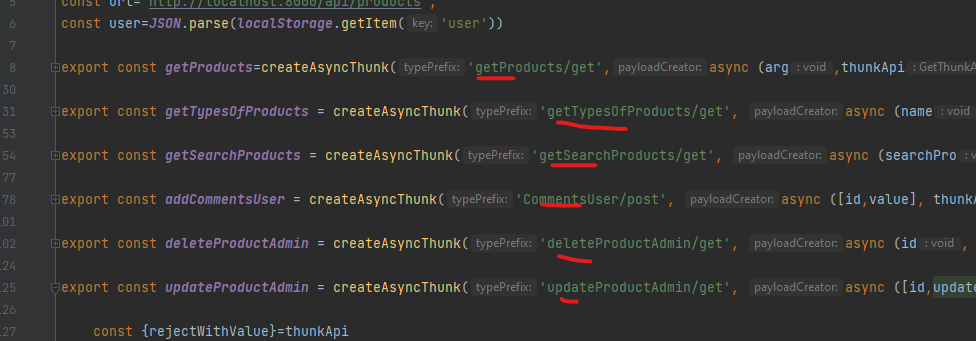 5 const url="http://localhost:8000/api/products",
6 const user=JSON.parse(localStorage.getItem( key: 'user'))
7
8 export const getProducts=createAsyncThunk( typePrefix: 'getProducts/get', payloadCreator: async (arg : void ,thunkApi : GetThunkA
30
31 export const getTypesOfProducts = createAsyncThunk( typePrefix: 'getTypesOfProducts/get', payloadCreator: async (name : void
53
54 export const getSearchProducts = createAsyncThunk( typePrefix: 'getSearchProducts/get', payloadCreator: async (searchPro
77
78 export const addCommentsUser = createAsyncThunk( typePrefix: 'CommentsUser/post', payloadCreator: async ([id,value], thunkA
101
102 export const deleteProductAdmin = createAsyncThunk( typePrefix: 'deleteProductAdmin/get', payloadCreator: async (id : void ,
124
125 export const updateProductAdmin = createAsyncThunk( typePrefix: 'updateProductAdmin/get', payloadCreator: async ([id,update
127 const {rejectWithValue}=thunkApi